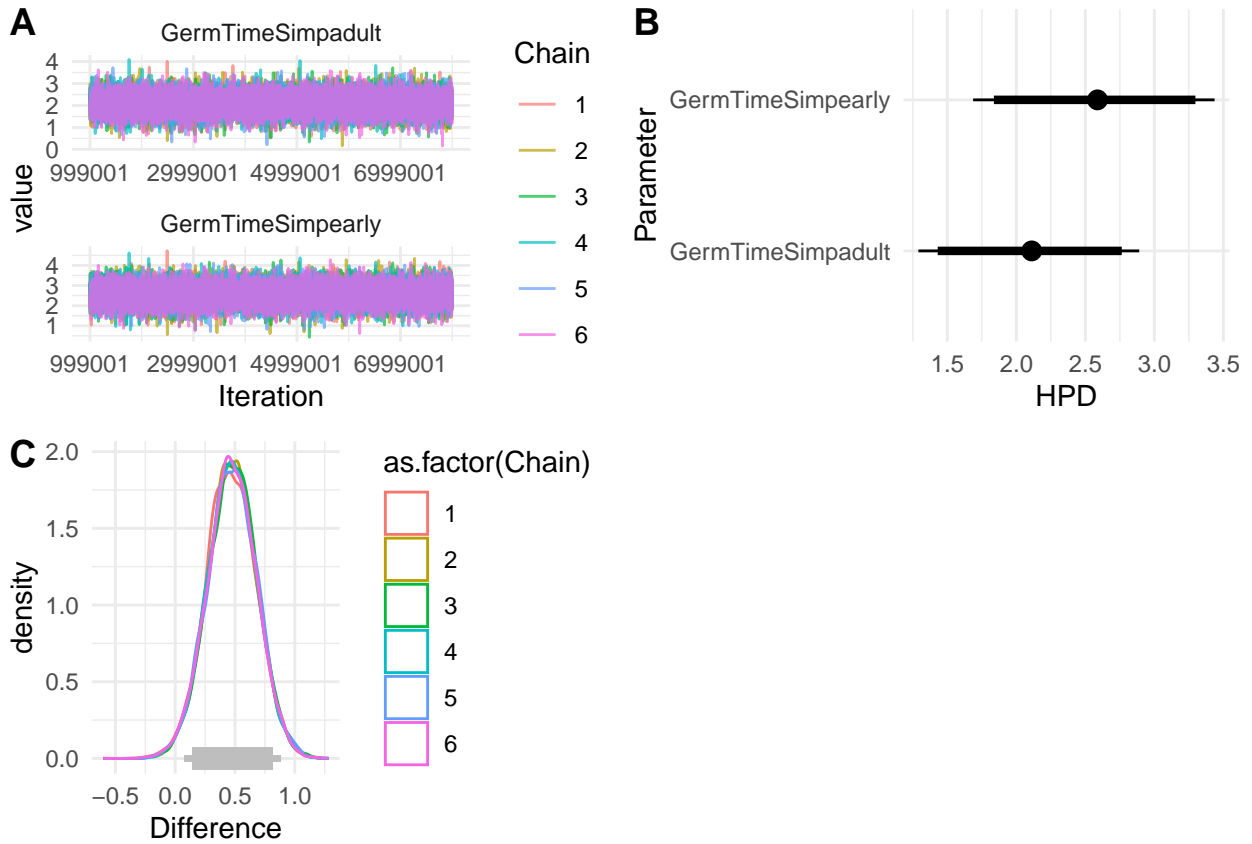 A
GermTimeSimpadult
4
3
2
1
0
999001 2999001 4999001 6999001
value
GermTimeSimpearly
4
3
2
1
999001 2999001 4999001 6999001
Iteration
Chain
1
2
3
4
5
6
B
Parameter
GermTimeSimpearly
GermTimeSimpadult
1.5 2.0 2.5 3.0 3.5
HPD
C
density
2.0
1.5
1.0
0.5
0.0
−0.5 0.0 0.5 1.0
Difference
as.factor(Chain)
1
2
3
4
5
6